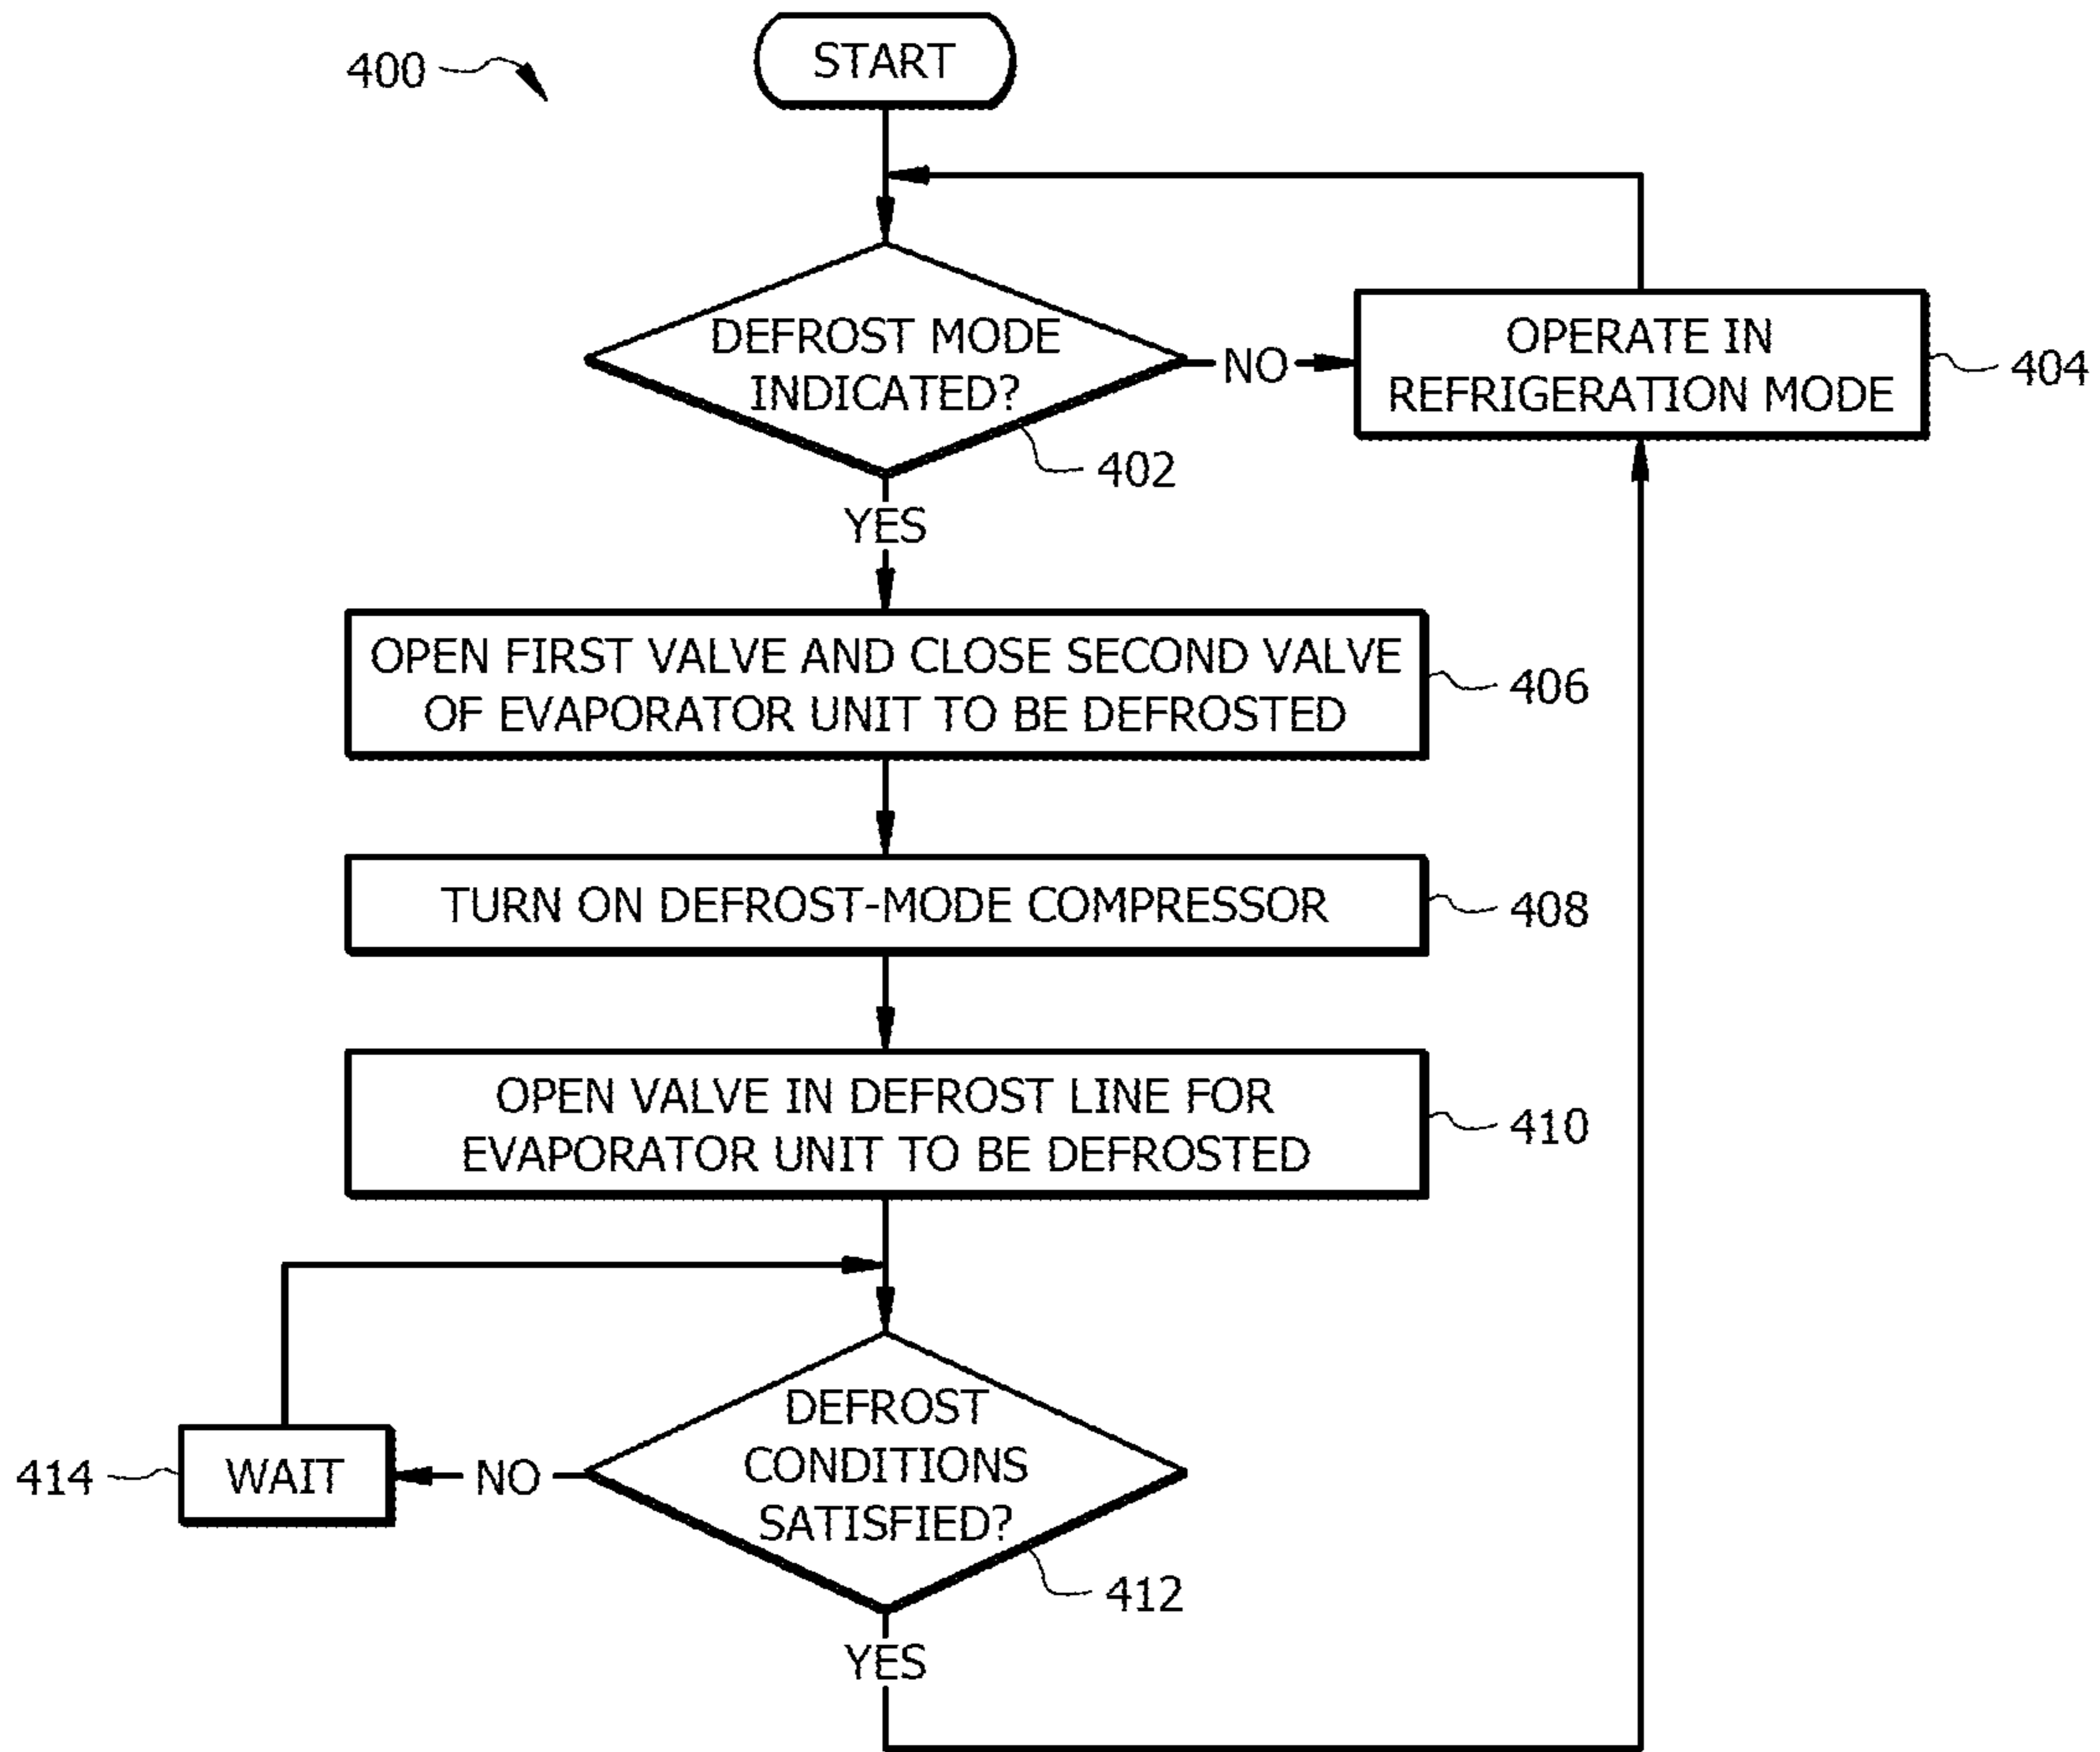 400
START
DEFROST MODE
INDICATED?
NO
OPERATE IN
REFRIGERATION MODE
404
402
YES
OPEN FIRST VALVE AND CLOSE SECOND VALVE
OF EVAPORATOR UNIT TO BE DEFROSTED
406
TURN ON DEFROST-MODE COMPRESSOR
408
OPEN VALVE IN DEFROST LINE FOR
EVAPORATOR UNIT TO BE DEFROSTED
410
414
WAIT
NO
DEFROST
CONDITIONS
SATISFIED?
412
YES